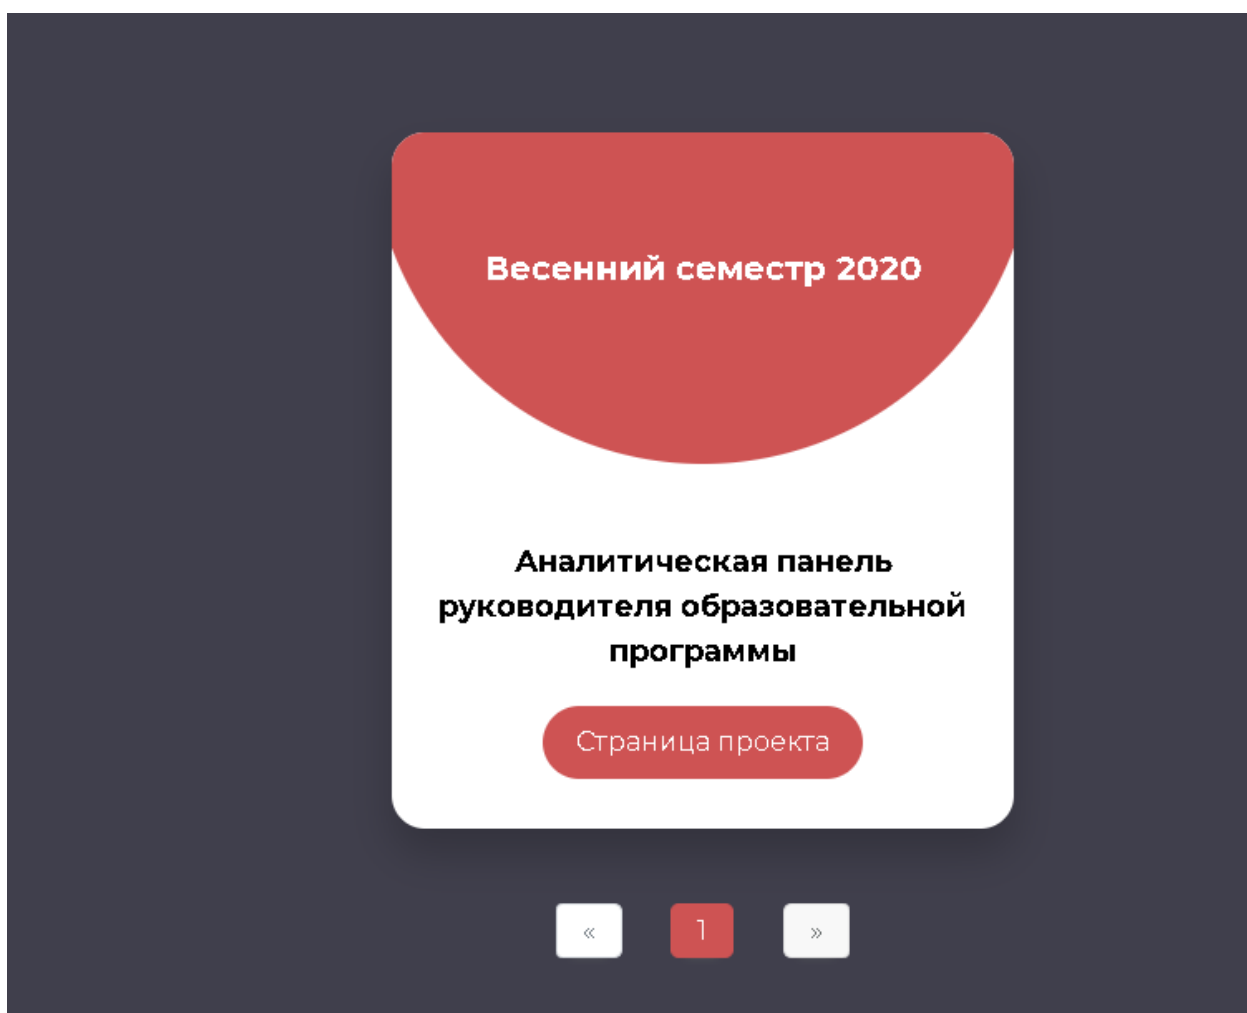 Весенний семестр 2020
Аналитическая панель
руководителя образовательной
программы
Страница проекта
« 1 »